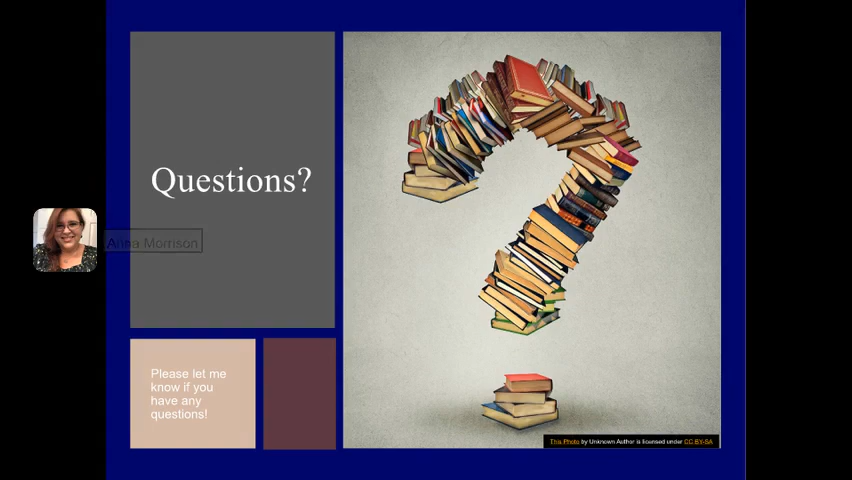 Questions?
Anna Morrison
Please let me
know if you
have any
questions!
This Photo by Unknown Author is licensed under CC BY-SA